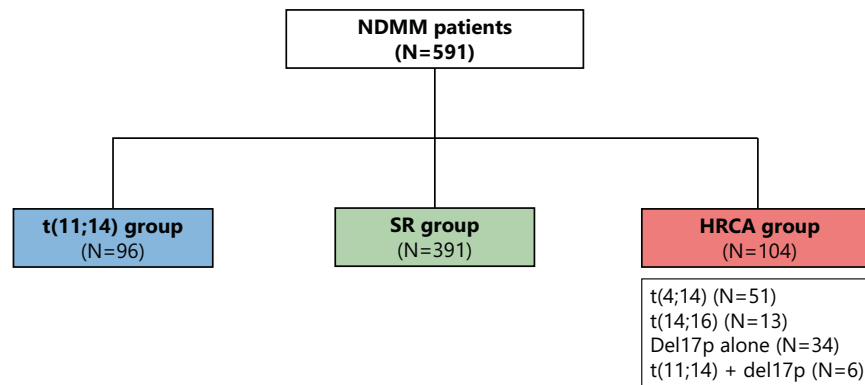 NDMM patients
(N=591)
t(11;14) group
(N=96)
SR group
(N=391)
HRCA group
(N=104)
t(4;14) (N=51)
t(14;16) (N=13)
Del17p alone (N=34)
t(11;14) + del17p (N=6)